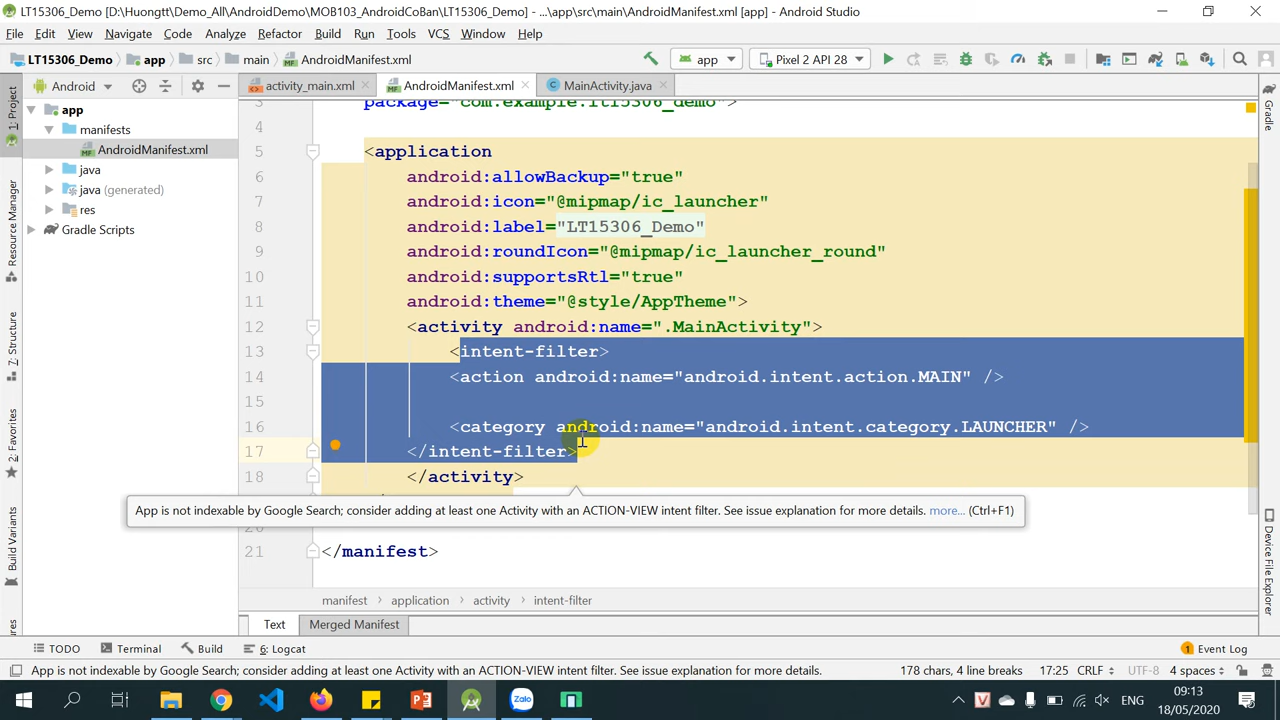 LT15306_Demo [D:\Huongtt\Demo_All\AndroidDemo\MOB103_AndroidCoBan\LT15306_Demo] - ...\app\src\main\AndroidManifest.xml [app] - Android Studio
File Edit View Navigate Code Analyze Refactor Build Run Tools VCS Window Help
LT15306_Demo app src main AndroidManifest.xml app Pixel 2 API 28
Android activity_main.xml AndroidManifest.xml MainActivity.java
1: Project
Resource Manager
7: Structure
2: Favorites
Build Variants
app
manifests
AndroidManifest.xml
java
java (generated)
res
Gradle Scripts
package="com.example.lt15306_demo">
4
5 <application
6 android:allowBackup="true"
7 android:icon="@mipmap/ic_launcher"
8 android:label="LT15306_Demo"
9 android:roundIcon="@mipmap/ic_launcher_round"
10 android:supportsRtl="true"
11 android:theme="@style/AppTheme">
12 <activity android:name=".MainActivity">
13 <intent-filter>
14 <action android:name="android.intent.action.MAIN" />
15
16 <category android:name="android.intent.category.LAUNCHER" />
17 </intent-filter>
18 </activity>
App is not indexable by Google Search; consider adding at least one Activity with an ACTION-VIEW intent filter. See issue explanation for more details. more... (Ctrl+F1)
21 </manifest>
manifest › application › activity › intent-filter
Text Merged Manifest
Gradle
Device File Explorer
TODO Terminal Build 6: Logcat 1 Event Log
App is not indexable by Google Search; consider adding at least one Activity with an ACTION-VIEW intent filter. See issue explanation for more details. 178 chars, 4 line breaks 17:25 CRLF UTF-8 4 spaces
Zalo ENG 09:13
18/05/2020